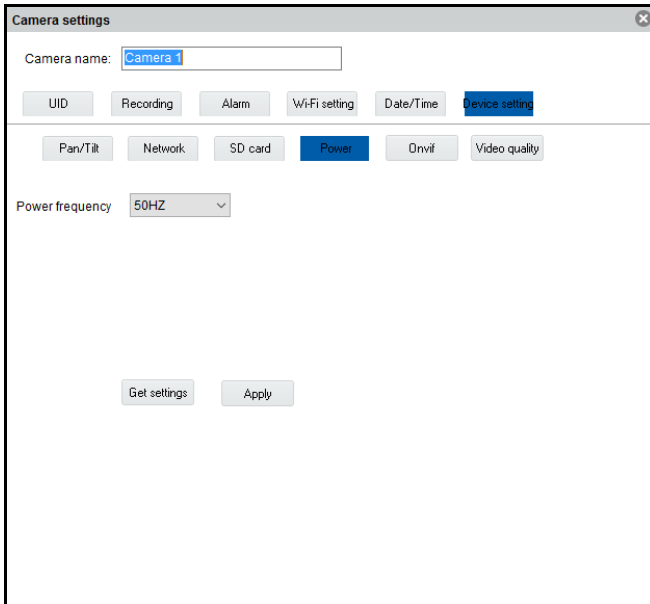 Camera settings
Camera name: Camera 1
UID Recording Alarm Wi-Fi setting Date/Time Device setting
Pan/Tilt Network SD card Power Onvif Video quality
Power frequency 50HZ
Get settings Apply